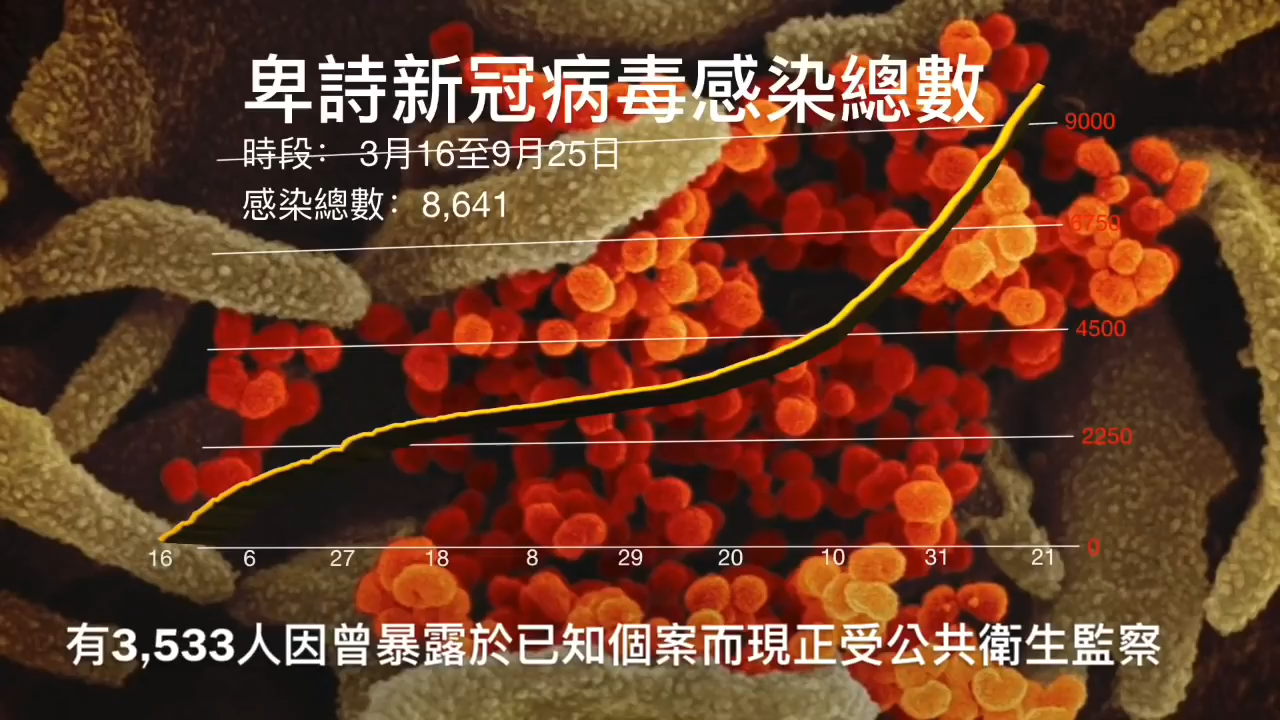 卑詩新冠病毒感染總數
時段： 3月16至9月25日
感染總數：8,641
9000
6750
4500
2250
0
16 6 27 18 8 29 20 10 31 21
有3,533人因曾暴露於已知個案而現正受公共衛生監察